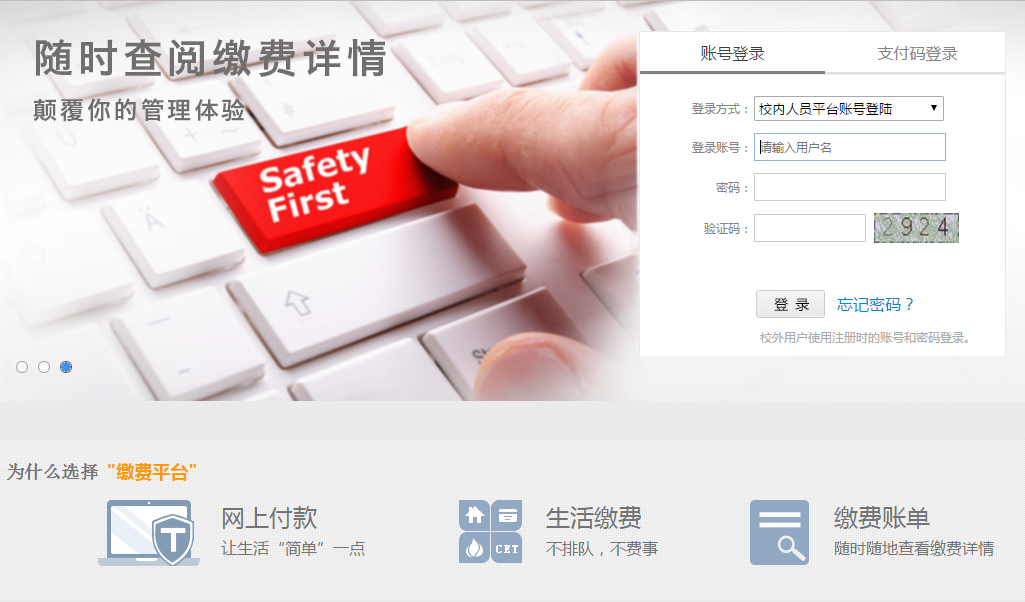 随时查阅缴费详情
颠覆你的管理体验
Safety
First
Ä
账号登录
支付码登录
登录方式：
校内人员平台账号登陆
登录账号：
请输入用户名
密码：
验证码：
2924
登 录
忘记密码？
校外用户使用注册时的账号和密码登录。
为什么选择 "缴费平台"
T
网上付款
让生活“简单”一点
CET
生活缴费
不排队，不费事
缴费账单
随时随地查看缴费详情